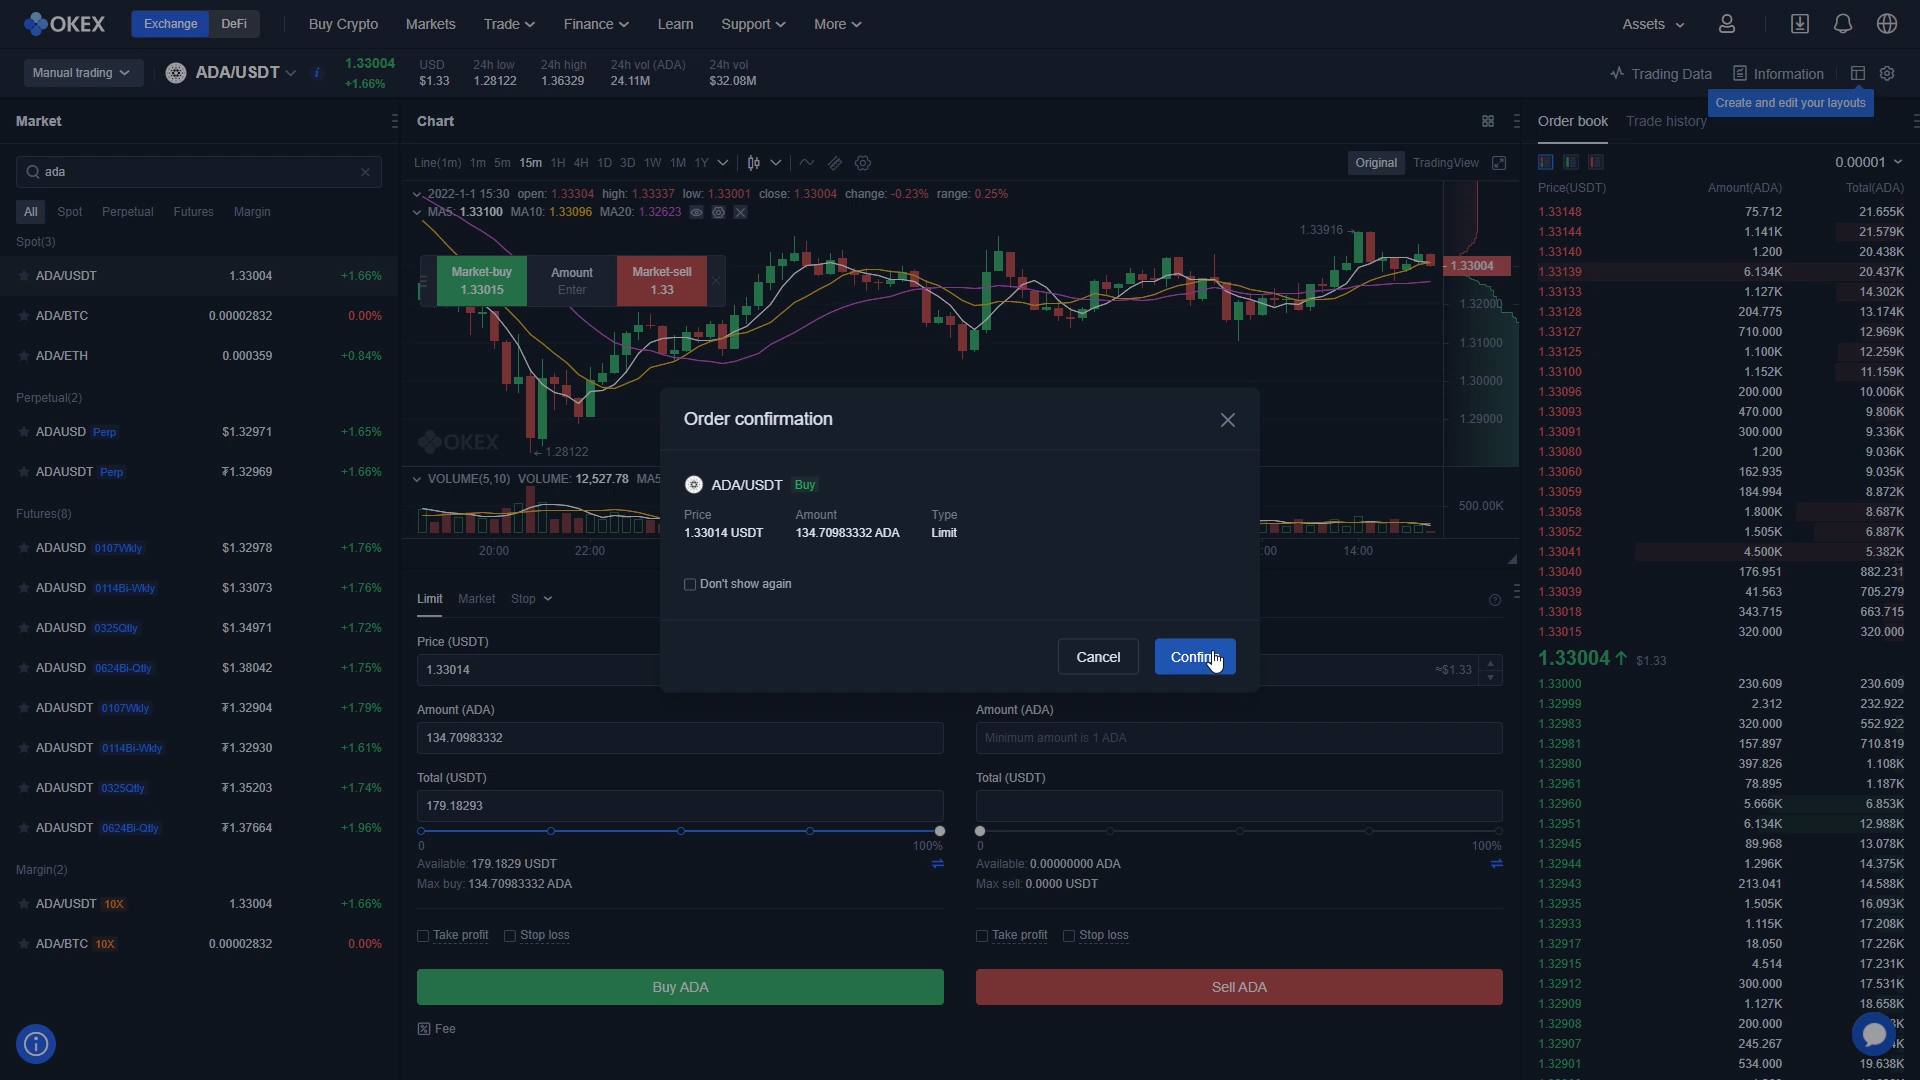 OKEX Exchange DeFi Buy Crypto Markets Trade Finance Learn Support More Assets
Manual trading ADA/USDT 1.33004 +1.66% USD $1.33 24h low 1.28122 24h high 1.36329 24h vol (ADA) 24.11M 24h vol $32.08M Trading Data Information
Create and edit your layouts
Market
ada
All Spot Perpetual Futures Margin
Spot(3)
ADA/USDT 1.33004 +1.66%
ADA/BTC 0.00002832 0.00%
ADA/ETH 0.000359 +0.84%
Perpetual(2)
ADAUSD Perp $1.32971 +1.65%
ADAUSDT Perp ₮1.32969 +1.66%
Futures(8)
ADAUSD 0107Wkly $1.32978 +1.76%
ADAUSD 0114Bi-Wkly $1.33073 +1.76%
ADAUSD 0325Qtly $1.34971 +1.72%
ADAUSD 0624Bi-Qtly $1.38042 +1.75%
ADAUSDT 0107Wkly ₮1.32904 +1.79%
ADAUSDT 0114Bi-Wkly ₮1.32930 +1.61%
ADAUSDT 0325Qtly ₮1.35203 +1.74%
ADAUSDT 0624Bi-Qtly ₮1.37664 +1.96%
Margin(2)
ADA/USDT 10X 1.33004 +1.66%
ADA/BTC 10X 0.00002832 0.00%
Chart
Line(1m) 1m 5m 15m 1H 4H 1D 3D 1W 1M 1Y Original TradingView
2022-1-1 15:30 open: 1.33304 high: 1.33337 low: 1.33001 close: 1.33004 change: -0.23% range: 0.25%
MA5: 1.33100 MA10: 1.33096 MA20: 1.32623
1.33916
Market-buy 1.33015 Amount Enter Market-sell 1.33
1.33004
1.32000
1.31000
1.30000
1.29000
OKEX
1.28122
VOLUME(5,10) VOLUME: 12,527.78 MA5
500.00K
20:00 22:00 :00 14:00
Order confirmation
ADA/USDT Buy
Price Amount Type
1.33014 USDT 134.70983332 ADA Limit
Don't show again
Cancel
Limit Market Stop
Price (USDT)
1.33014
≈$1.33
Amount (ADA)
134.70983332
Total (USDT)
179.18293
0 100%
Available: 179.1829 USDT
Max buy: 134.70983332 ADA
Take profit Stop loss
Buy ADA
Fee
Amount (ADA)
Minimum amount is 1 ADA
Total (USDT)
0 100%
Available: 0.00000000 ADA
Max sell: 0.0000 USDT
Take profit Stop loss
Sell ADA
Order book Trade history
0.00001
Price(USDT) Amount(ADA) Total(ADA)
1.33148 75.712 21.655K
1.33144 1.141K 21.579K
1.33140 1.200 20.438K
1.33139 6.134K 20.437K
1.33133 1.127K 14.302K
1.33128 204.775 13.174K
1.33127 710.000 12.969K
1.33125 1.100K 12.259K
1.33100 1.152K 11.159K
1.33096 200.000 10.006K
1.33093 470.000 9.806K
1.33091 300.000 9.336K
1.33080 1.200 9.036K
1.33060 162.935 9.035K
1.33059 184.994 8.872K
1.33058 1.800K 8.687K
1.33052 1.505K 6.887K
1.33041 4.500K 5.382K
1.33040 176.951 882.231
1.33039 41.563 705.279
1.33018 343.715 663.715
1.33015 320.000 320.000
1.33004 $1.33
1.33000 230.609 230.609
1.32999 2.312 232.922
1.32983 320.000 552.922
1.32981 157.897 710.819
1.32980 397.826 1.108K
1.32961 78.895 1.187K
1.32960 5.666K 6.853K
1.32951 6.134K 12.988K
1.32945 89.968 13.078K
1.32944 1.296K 14.375K
1.32943 213.041 14.588K
1.32935 1.505K 16.093K
1.32933 1.115K 17.208K
1.32917 18.050 17.226K
1.32915 4.514 17.231K
1.32912 300.000 17.531K
1.32909 1.127K 18.658K
1.32908 200.000
1.32907 245.267
1.32901 534.000 19.638K